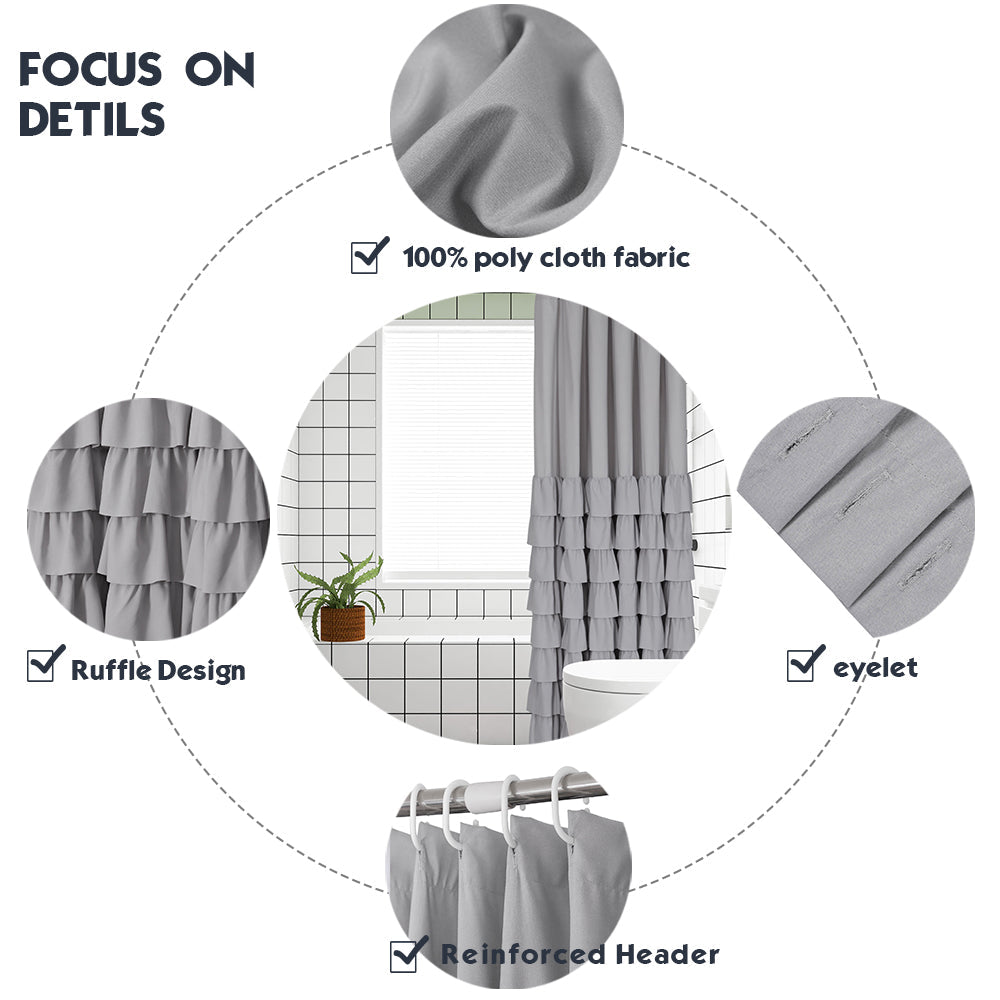 FOCUS ON
DETILS
100% poly cloth fabric
Ruffle Design
eyelet
Reinforced Header